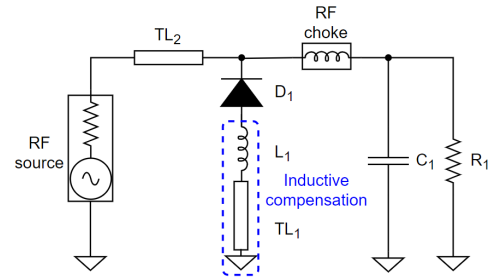 RF
choke
TL2
D1
RF
source
L1
C1
R1
Inductive
compensation
TL1